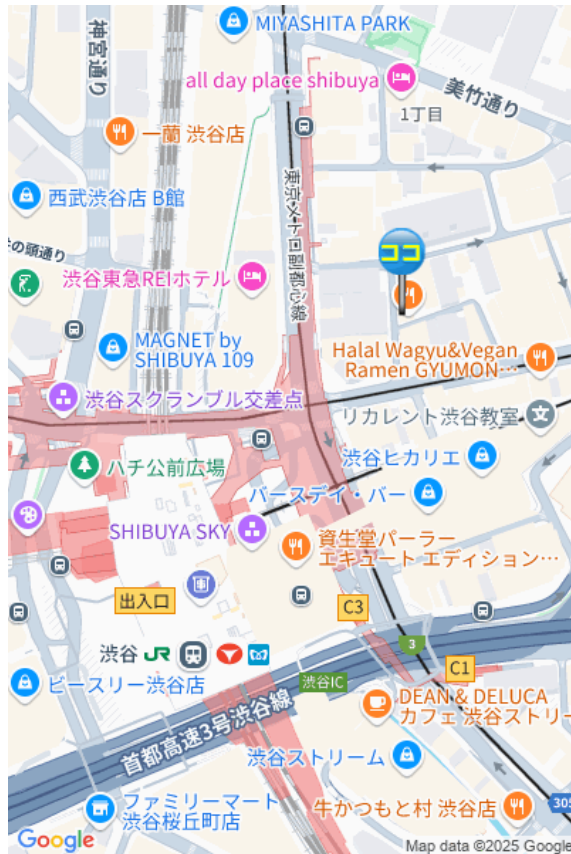 MIYASHITA PARK
神宮通り
all day place shibuya
美竹通り
1丁目
一蘭 渋谷店
西武渋谷店 B館
東京メトロ副都心線
の頭通り
ココ
渋谷東急REIホテル
MAGNET by
SHIBUYA 109
Halal Wagyu&Vegan
Ramen GYUMON…
渋谷スクランブル交差点
リカレント渋谷教室
ハチ公前広場
渋谷ヒカリエ
バースデイ・バー
SHIBUYA SKY
資生堂パーラー
エキュート エディション…
出入口
C3
3
渋谷 JR
C1
ビースリー渋谷店
渋谷IC
首都高速3号渋谷線
DEAN & DELUCA
カフェ 渋谷ストリー
渋谷ストリーム
ファミリーマート
渋谷桜丘町店
牛かつもと村 渋谷店
305
Google
Map data ©2025 Google